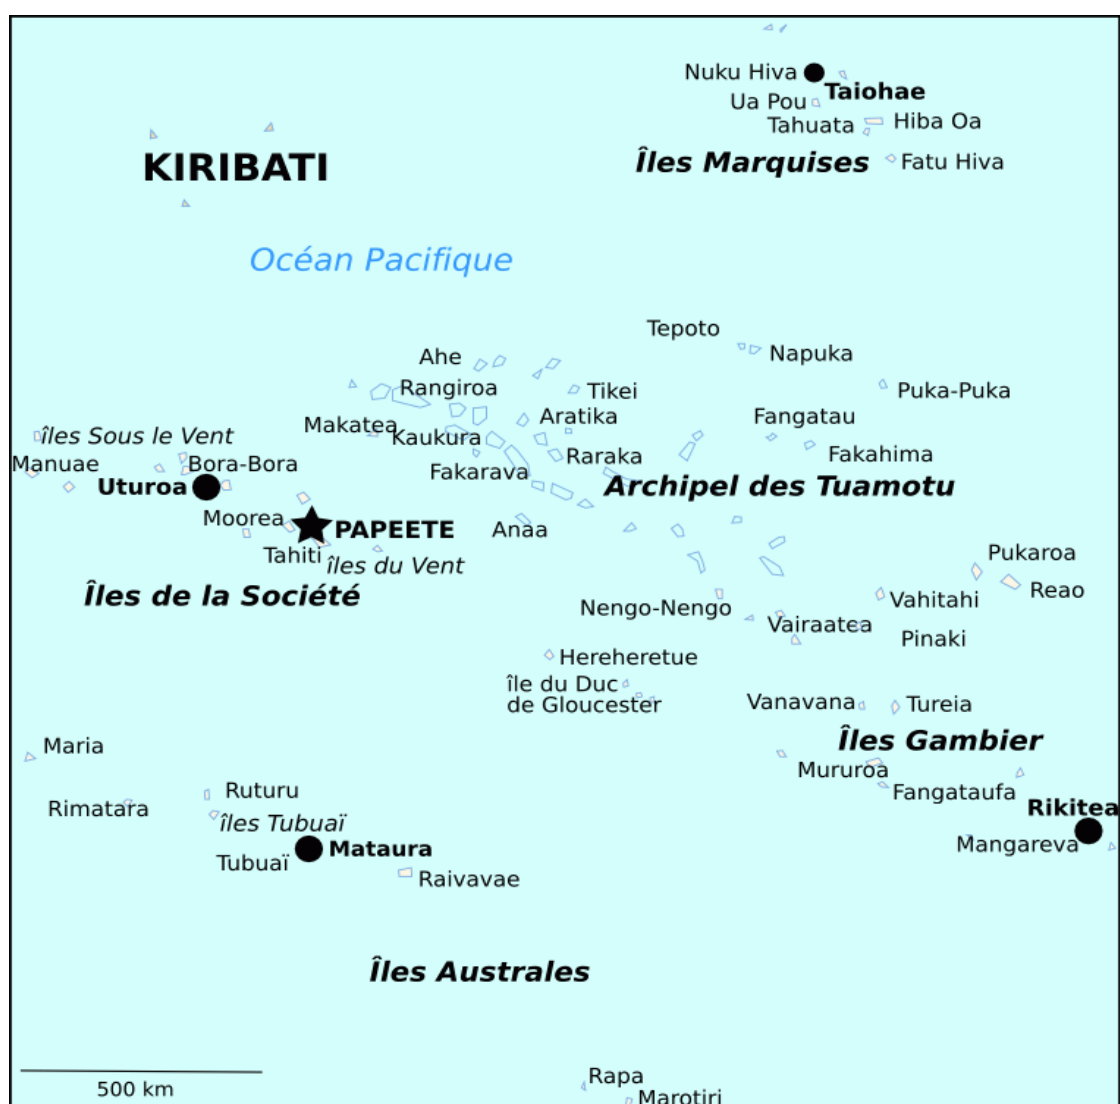 Nuku Hiva
Taiohae
Ua Pou
Tahuata
Hiba Oa
KIRIBATI
Îles Marquises
Fatu Hiva
Océan Pacifique
Tepoto
Napuka
Ahe
Rangiroa
Tikei
Puka-Puka
Makatea
Aratika
Fangatau
îles Sous le Vent
Kaukura
Manuae
Bora-Bora
Fakarava
Raraka
Fakahima
Uturoa
Archipel des Tuamotu
Moorea
PAPEETE
Anaa
Tahiti
îles du Vent
Pukaroa
Îles de la Société
Reao
Nengo-Nengo
Vahitahi
Vairaatea
Pinaki
Hereheretue
île du Duc
de Gloucester
Vanavana
Tureia
Maria
Îles Gambier
Mururoa
Ruturu
Fangataufa
Rimatara
îles Tubuaï
Rikitea
Mataura
Mangareva
Tubuaï
Raivavae
Îles Australes
Rapa
500 km
Marotiri